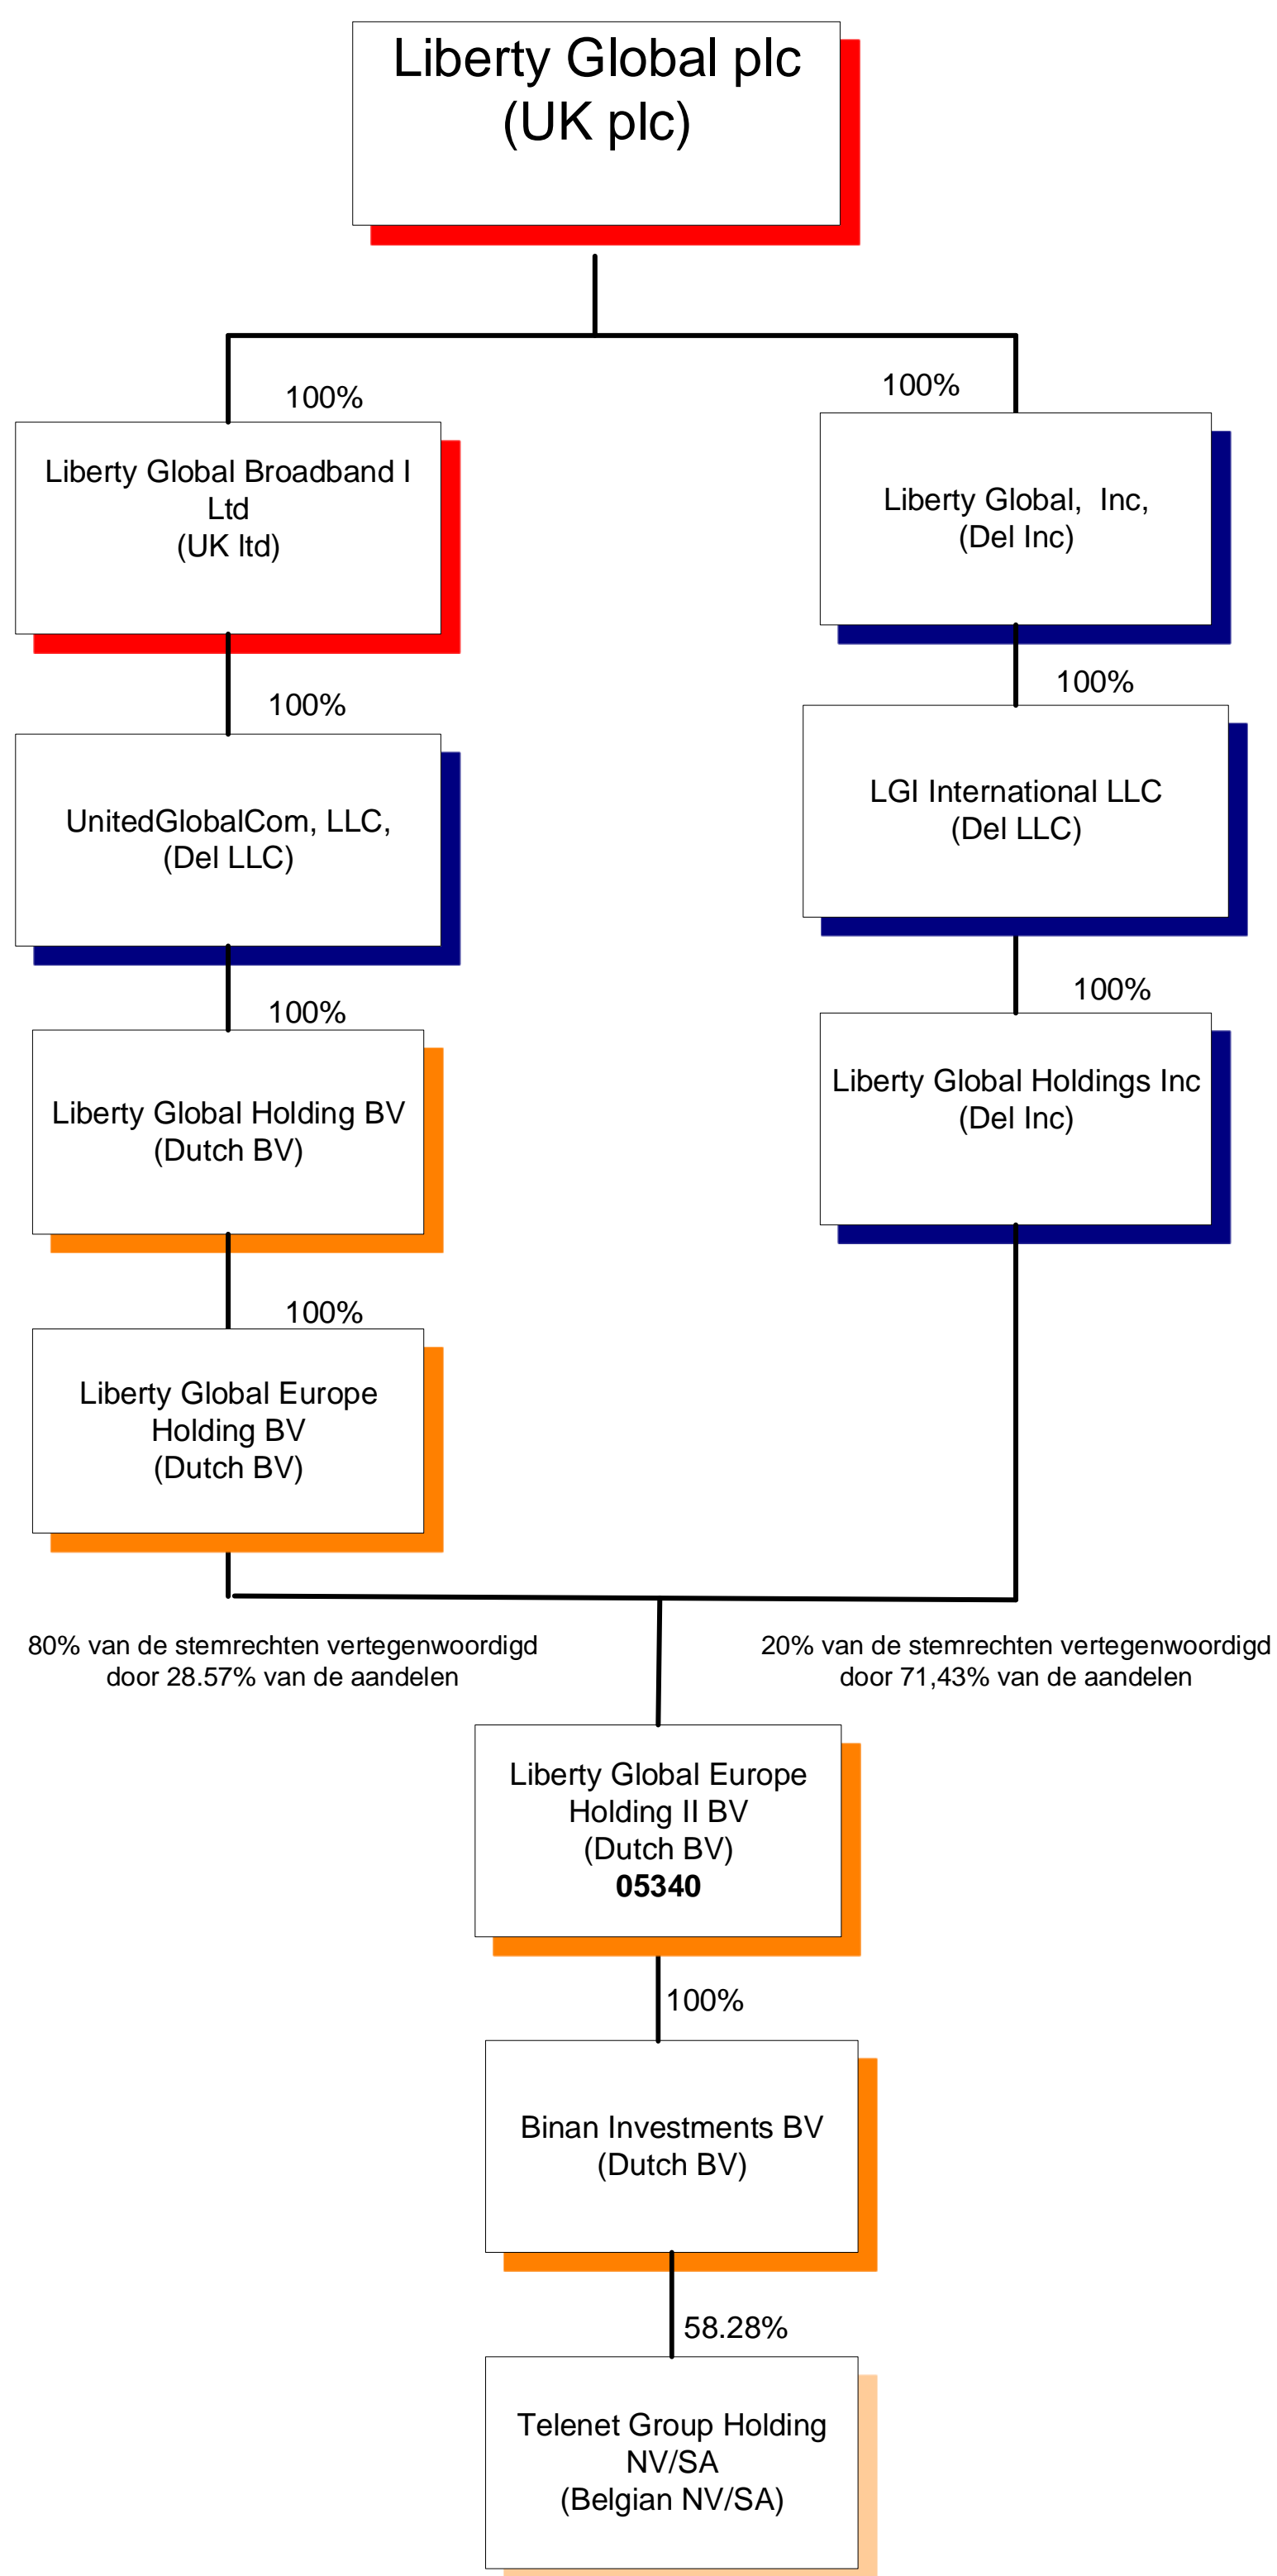 Liberty Global plc
(UK plc)
100%
100%
Liberty Global Broadband I
Ltd
(UK ltd)
Liberty Global, Inc,
(Del Inc)
100%
100%
UnitedGlobalCom, LLC,
(Del LLC)
LGI International LLC
(Del LLC)
100%
100%
Liberty Global Holding BV
(Dutch BV)
Liberty Global Holdings Inc
(Del Inc)
100%
Liberty Global Europe
Holding BV
(Dutch BV)
80% van de stemrechten vertegenwoordigd
door 28.57% van de aandelen
20% van de stemrechten vertegenwoordigd
door 71,43% van de aandelen
Liberty Global Europe
Holding II BV
(Dutch BV)
05340
100%
Binan Investments BV
(Dutch BV)
58.28%
Telenet Group Holding
NV/SA
(Belgian NV/SA)